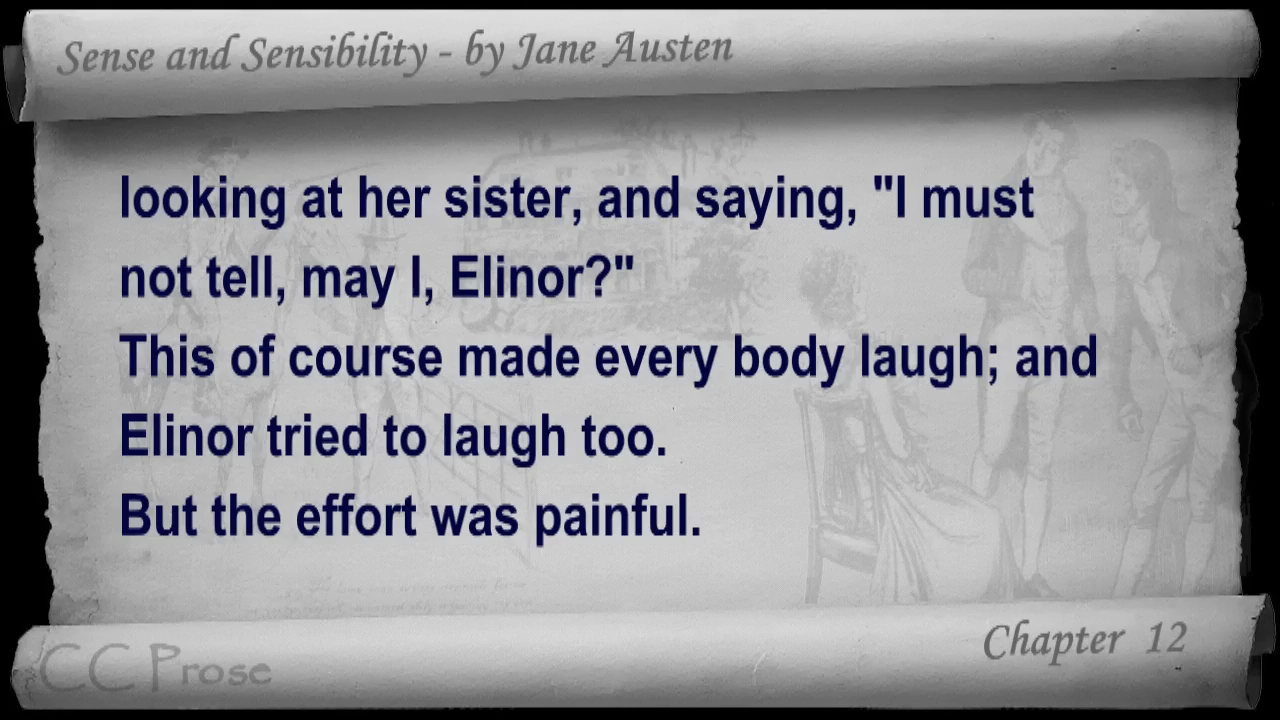 Sense and Sensibility - by Jane Austen
looking at her sister, and saying, "I must
not tell, may I, Elinor?"
This of course made every body laugh; and
Elinor tried to laugh too.
But the effort was painful.
Chapter 12
CC Prose